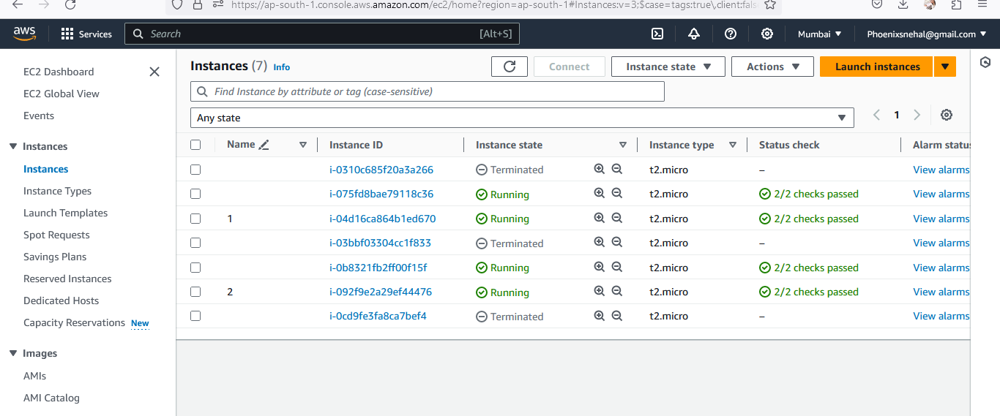 https://ap-south-1.console.aws.amazon.com/ec2/home?region=ap-south-1#Instances:v=3;$case=tags:true\,client:false
aws Services Search [Alt+S] Mumbai Phoenixsnehal@gmail.com
EC2 Dashboard
EC2 Global View
Events
Instances
Instances
Instance Types
Launch Templates
Spot Requests
Savings Plans
Reserved Instances
Dedicated Hosts
Capacity Reservations New
Images
AMIs
AMI Catalog
Instances (7) Info Connect Instance state Actions Launch instances
Find Instance by attribute or tag (case-sensitive)
Any state 1
Name Instance ID Instance state Instance type Status check Alarm status
i-0310c685f20a3a266 Terminated t2.micro – View alarms
i-075fd8bae79118c36 Running t2.micro 2/2 checks passed View alarms
1 i-04d16ca864b1ed670 Running t2.micro 2/2 checks passed View alarms
i-03bbf03304cc1f833 Terminated t2.micro – View alarms
i-0b8321fb2ff00f15f Running t2.micro 2/2 checks passed View alarms
2 i-092f9e2a29ef44476 Running t2.micro 2/2 checks passed View alarms
i-0cd9fe3fa8ca7bef4 Terminated t2.micro – View alarms